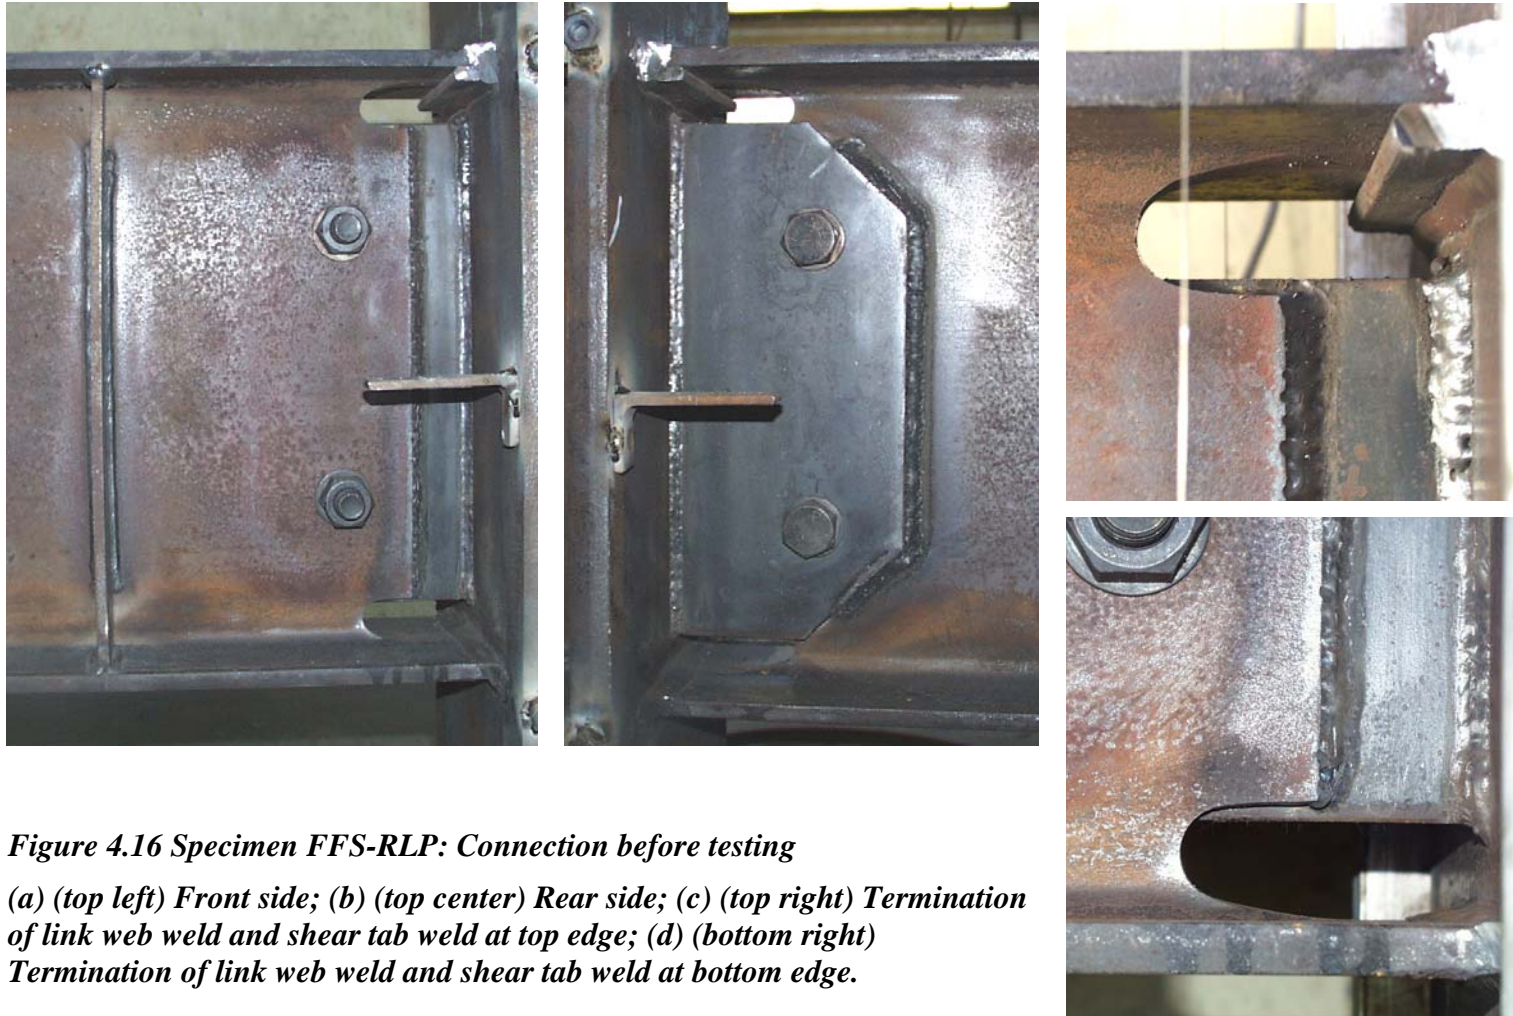 Figure 4.16 Specimen FFS-RLP: Connection before testing
(a) (top left) Front side; (b) (top center) Rear side; (c) (top right) Termination
of link web weld and shear tab weld at top edge; (d) (bottom right)
Termination of link web weld and shear tab weld at bottom edge.